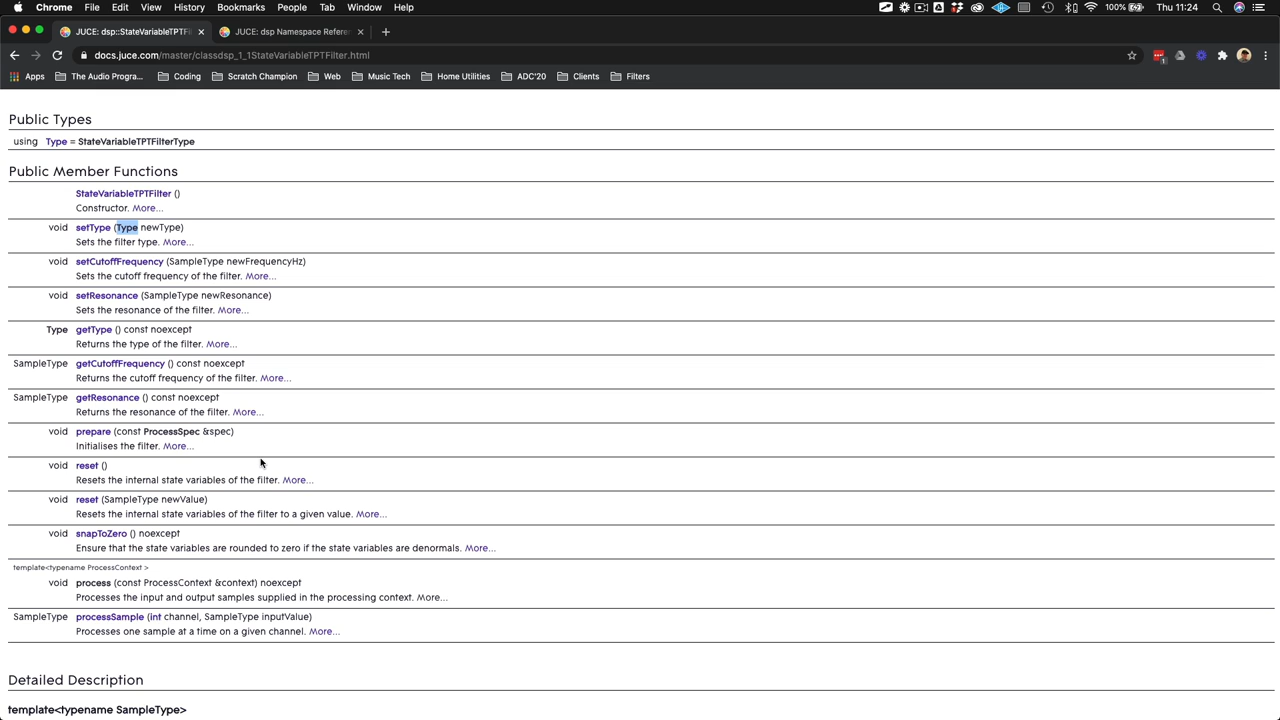 Chrome File Edit View History Bookmarks People Tab Window Help 100% Thu 11:24
JUCE: dsp::StateVariableTPTFi × JUCE: dsp Namespace Referen × +
docs.juce.com/master/classdsp_1_1StateVariableTPTFilter.html
Apps The Audio Progra... Coding Scratch Champion Web Music Tech Home Utilities ADC'20 Clients Filters
Public Types
using Type = StateVariableTPTFilterType
Public Member Functions
StateVariableTPTFilter ()
Constructor. More...
void setType (Type newType)
Sets the filter type. More...
void setCutoffFrequency (SampleType newFrequencyHz)
Sets the cutoff frequency of the filter. More...
void setResonance (SampleType newResonance)
Sets the resonance of the filter. More...
Type getType () const noexcept
Returns the type of the filter. More...
SampleType getCutoffFrequency () const noexcept
Returns the cutoff frequency of the filter. More...
SampleType getResonance () const noexcept
Returns the resonance of the filter. More...
void prepare (const ProcessSpec &spec)
Initialises the filter. More...
void reset ()
Resets the internal state variables of the filter. More...
void reset (SampleType newValue)
Resets the internal state variables of the filter to a given value. More...
void snapToZero () noexcept
Ensure that the state variables are rounded to zero if the state variables are denormals. More...
template<typename ProcessContext >
void process (const ProcessContext &context) noexcept
Processes the input and output samples supplied in the processing context. More...
SampleType processSample (int channel, SampleType inputValue)
Processes one sample at a time on a given channel. More...
Detailed Description
template<typename SampleType>